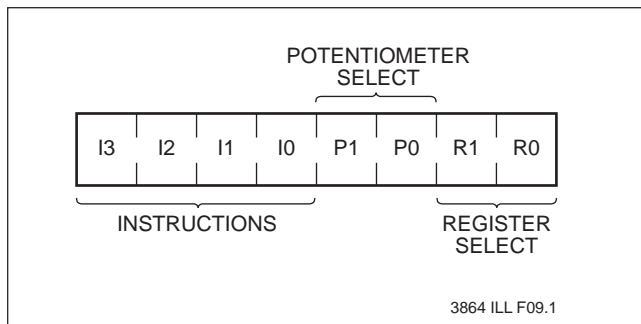 POTENTIOMETER
SELECT
I3 I2 I1 I0 P1 P0 R1 R0
INSTRUCTIONS
REGISTER
SELECT
3864 ILL F09.1